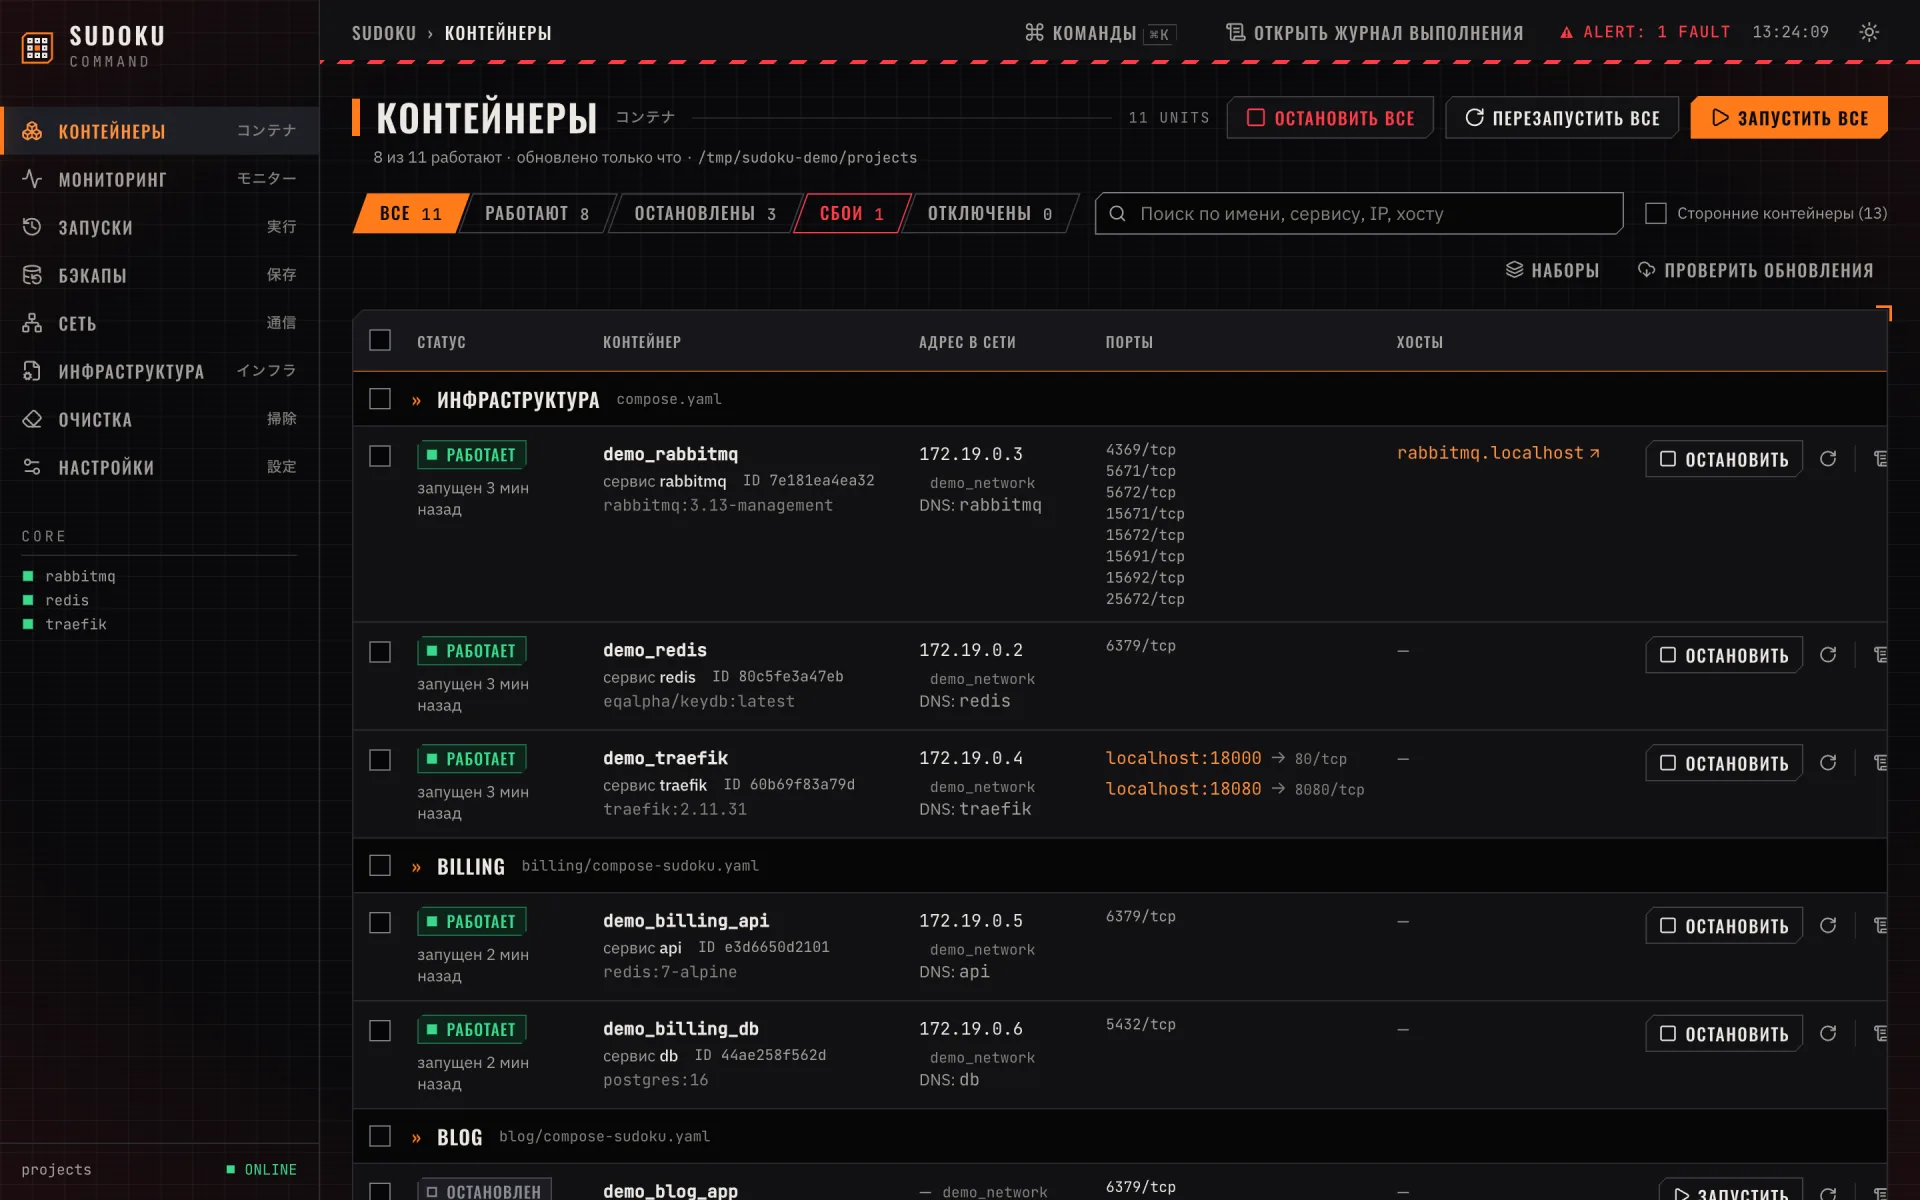 SUDOKU
COMMAND
КОНТЕЙНЕРЫ コンテナ
МОНИТОРИНГ モニター
ЗАПУСКИ 実行
БЭКАПЫ 保存
СЕТЬ 通信
ИНФРАСТРУКТУРА インフラ
ОЧИСТКА 掃除
НАСТРОЙКИ 設定
CORE
rabbitmq
redis
traefik
projects ONLINE
SUDOKU › КОНТЕЙНЕРЫ
КОМАНДЫ ⌘K
ОТКРЫТЬ ЖУРНАЛ ВЫПОЛНЕНИЯ
ALERT: 1 FAULT
13:24:09
КОНТЕЙНЕРЫ コンテナ
11 UNITS
ОСТАНОВИТЬ ВСЕ
ПЕРЕЗАПУСТИТЬ ВСЕ
ЗАПУСТИТЬ ВСЕ
8 из 11 работают · обновлено только что · /tmp/sudoku-demo/projects
ВСЕ 11
РАБОТАЮТ 8
ОСТАНОВЛЕНЫ 3
СБОИ 1
ОТКЛЮЧЕНЫ 0
Поиск по имени, сервису, IP, хосту
Сторонние контейнеры (13)
НАБОРЫ
ПРОВЕРИТЬ ОБНОВЛЕНИЯ
СТАТУС КОНТЕЙНЕР АДРЕС В СЕТИ ПОРТЫ ХОСТЫ
» ИНФРАСТРУКТУРА compose.yaml
РАБОТАЕТ
запущен 3 мин
назад
demo_rabbitmq
сервис rabbitmq ID 7e181ea4ea32
rabbitmq:3.13-management
172.19.0.3
demo_network
DNS: rabbitmq
4369/tcp
5671/tcp
5672/tcp
15671/tcp
15672/tcp
15691/tcp
15692/tcp
25672/tcp
rabbitmq.localhost ↗
ОСТАНОВИТЬ
РАБОТАЕТ
запущен 3 мин
назад
demo_redis
сервис redis ID 80c5fe3a47eb
eqalpha/keydb:latest
172.19.0.2
demo_network
DNS: redis
6379/tcp
—
ОСТАНОВИТЬ
РАБОТАЕТ
запущен 3 мин
назад
demo_traefik
сервис traefik ID 60b69f83a79d
traefik:2.11.31
172.19.0.4
demo_network
DNS: traefik
localhost:18000 → 80/tcp
localhost:18080 → 8080/tcp
—
ОСТАНОВИТЬ
» BILLING billing/compose-sudoku.yaml
РАБОТАЕТ
запущен 2 мин
назад
demo_billing_api
сервис api ID e3d6650d2101
redis:7-alpine
172.19.0.5
demo_network
DNS: api
6379/tcp
—
ОСТАНОВИТЬ
РАБОТАЕТ
запущен 2 мин
назад
demo_billing_db
сервис db ID 44ae258f562d
postgres:16
172.19.0.6
demo_network
DNS: db
5432/tcp
—
ОСТАНОВИТЬ
» BLOG blog/compose-sudoku.yaml
ОСТАНОВЛЕН
demo_blog_app
— demo_network
6379/tcp
—
ЗАПУСТИТЬ